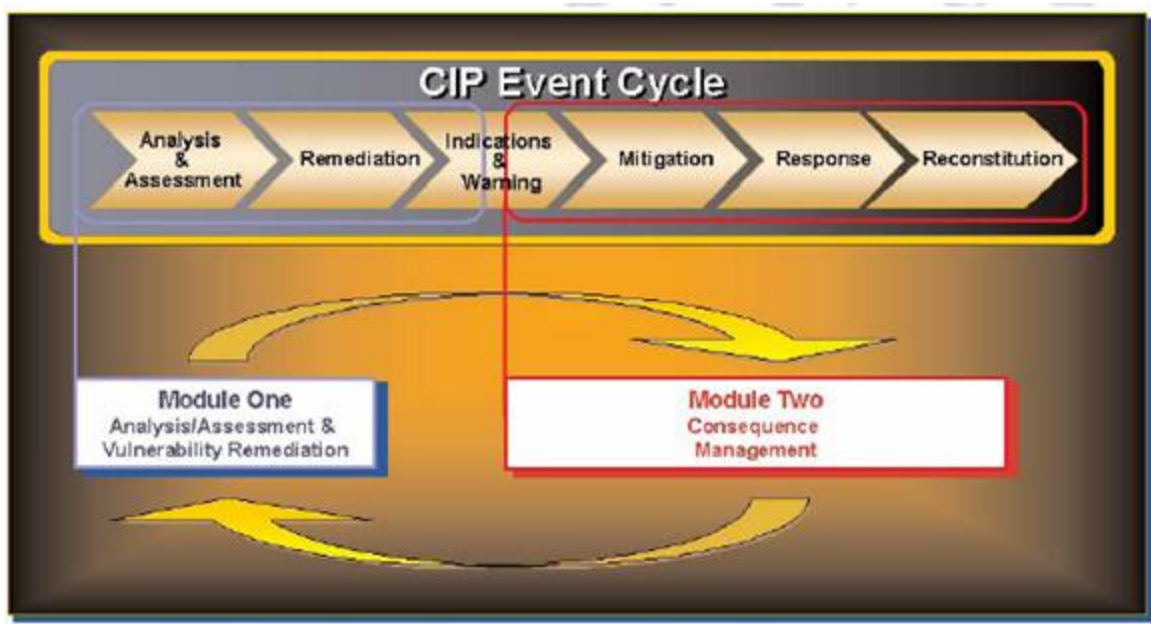 CIP Event Cycle
Analysis
&
Assessment
Remediation
Indications
&
Warning
Mitigation
Response
Reconstitution
Module One
Analysis/Assessment &
Vulnerability Remediation
Module Two
Consequence
Management